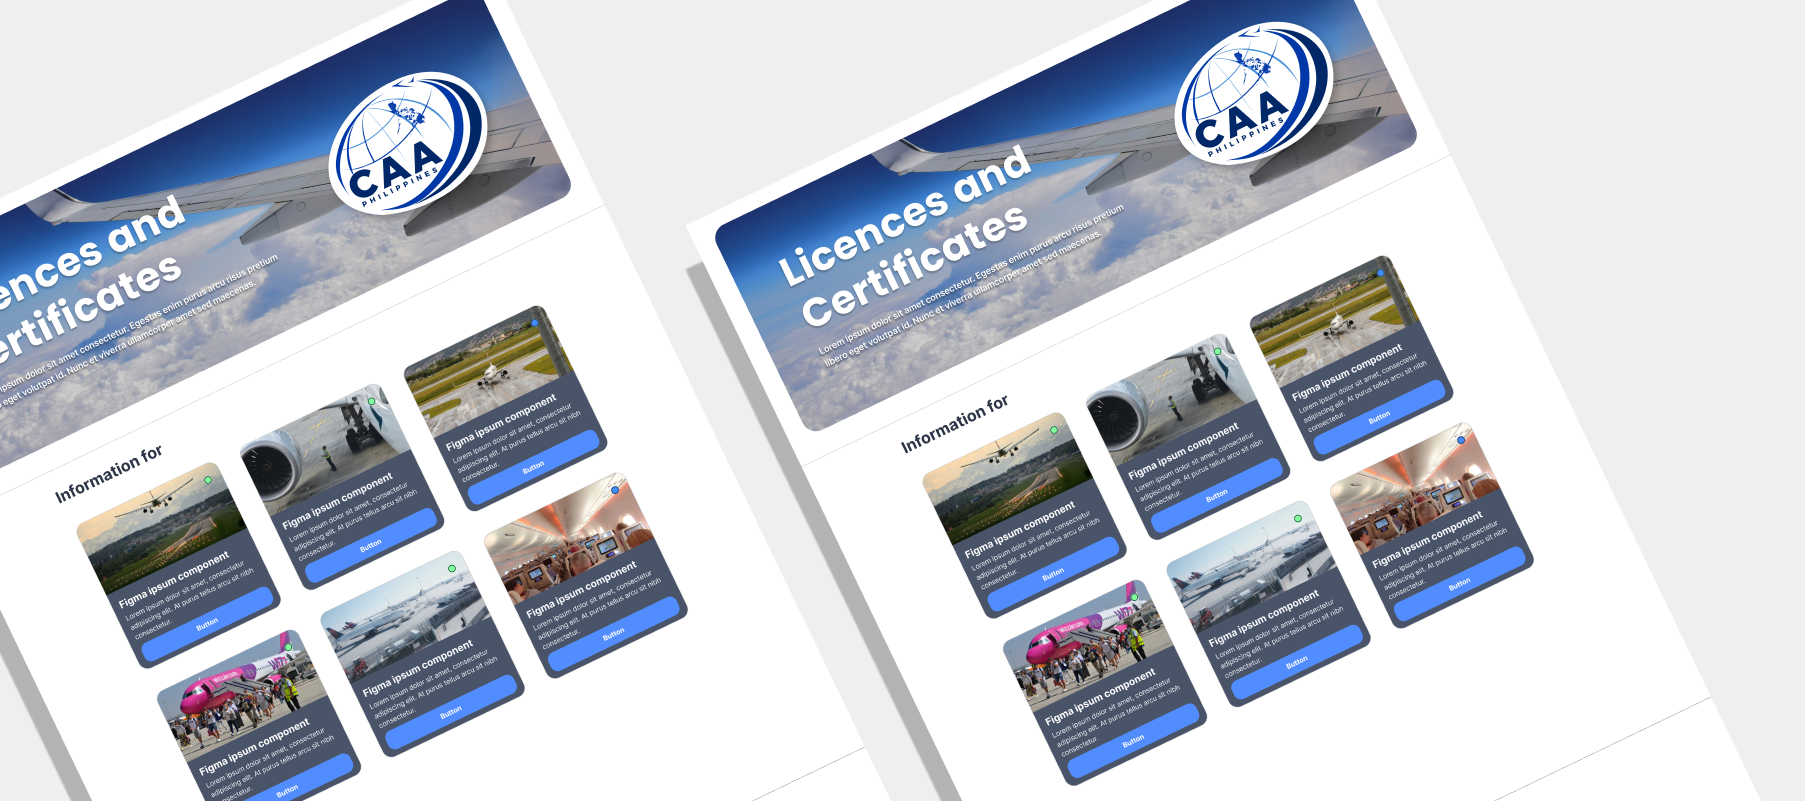 CAA
PHILIPPINES
ences and
ertificates
ipsum dolor sit amet consectetur. Egestas enim purus arcu risus pretium
eget volutpat id. Nunc et viverra ullamcorper amet sed maecenas.
Information for
Figma ipsum component
Lorem ipsum dolor sit amet, consectetur
adipiscing elit. At purus tellus arcu sit nibh
consectetur.
Button
Figma ipsum component
Lorem ipsum dolor sit amet, consectetur
adipiscing elit. At purus tellus arcu sit nibh
consectetur.
Button
Figma ipsum component
Lorem ipsum dolor sit amet, consectetur
adipiscing elit. At purus tellus arcu sit nibh
consectetur.
Button
Figma ipsum component
Lorem ipsum dolor sit amet, consectetur
adipiscing elit. At purus tellus arcu sit nibh
nsectetur.
Button
Figma ipsum component
Lorem ipsum dolor sit amet, consectetur
adipiscing elit. At purus tellus arcu sit nibh
consectetur.
Button
Figma ipsum component
Lorem ipsum dolor sit amet, consectetur
adipiscing elit. At purus tellus arcu sit nibh
consectetur.
Button
CAA
PHILIPPINES
Licences and
Certificates
Lorem ipsum dolor sit amet consectetur. Egestas enim purus arcu risus pretium
libero eget volutpat id. Nunc et viverra ullamcorper amet sed maecenas.
Information for
Figma ipsum component
Lorem ipsum dolor sit amet, consectetur
adipiscing elit. At purus tellus arcu sit nibh
consectetur.
Button
Figma ipsum component
Lorem ipsum dolor sit amet, consectetur
adipiscing elit. At purus tellus arcu sit nibh
consectetur.
Button
Figma ipsum component
Lorem ipsum dolor sit amet, consectetur
adipiscing elit. At purus tellus arcu sit nibh
consectetur.
Button
Figma ipsum component
Lorem ipsum dolor sit amet, consectetur
adipiscing elit. At purus tellus arcu sit nibh
consectetur.
Button
Figma ipsum component
Lorem ipsum dolor sit amet, consectetur
adipiscing elit. At purus tellus arcu sit nibh
consectetur.
Button
Figma ipsum component
Lorem ipsum dolor sit amet, consectetur
adipiscing elit. At purus tellus arcu sit nibh
consectetur.
Button